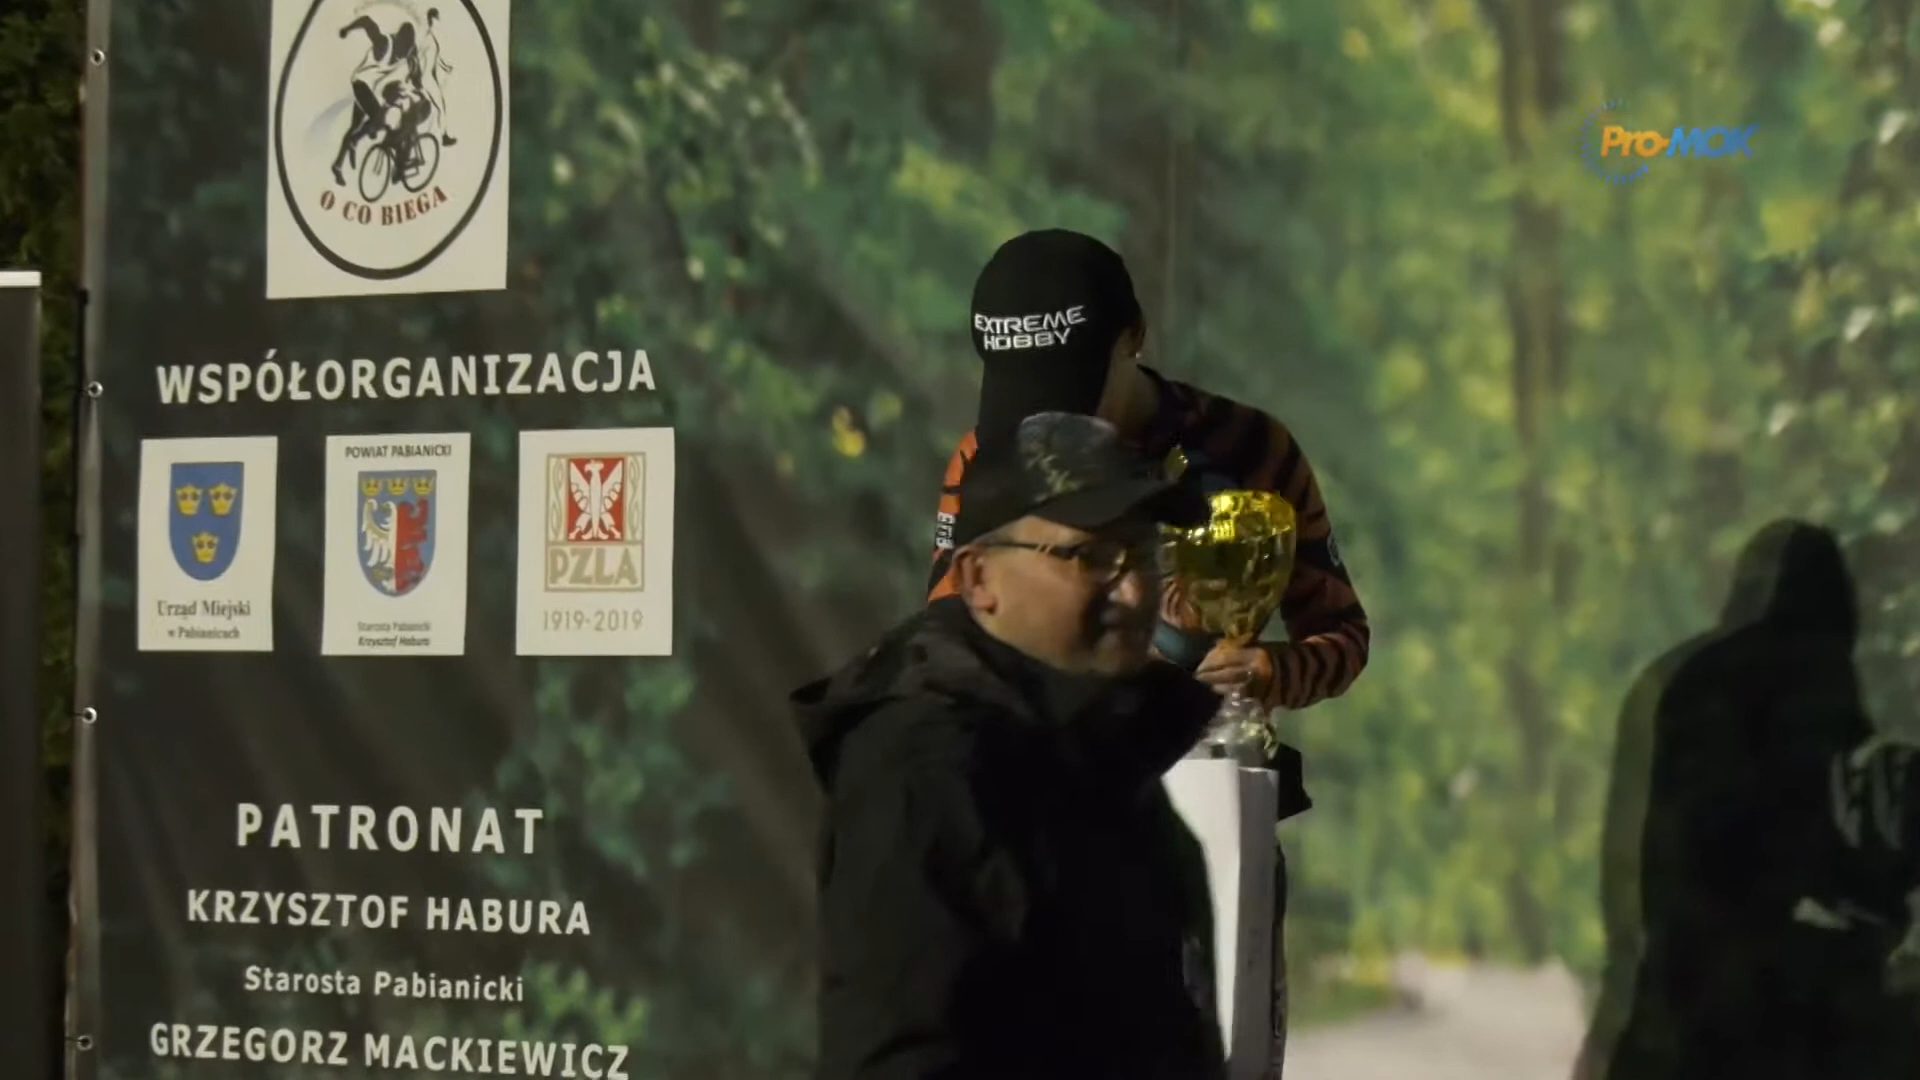 O CO BIEGA
Pro-MOK
EXTREME
HOBBY
WSPÓŁORGANIZACJA
Urząd Miejski
w Pabianicach
POWIAT PABIANICKI
Starosta Pabianicki
Krzysztof Habura
PZLA
1919-2019
PATRONAT
KRZYSZTOF HABURA
Starosta Pabianicki
GRZEGORZ MACKIEWICZ